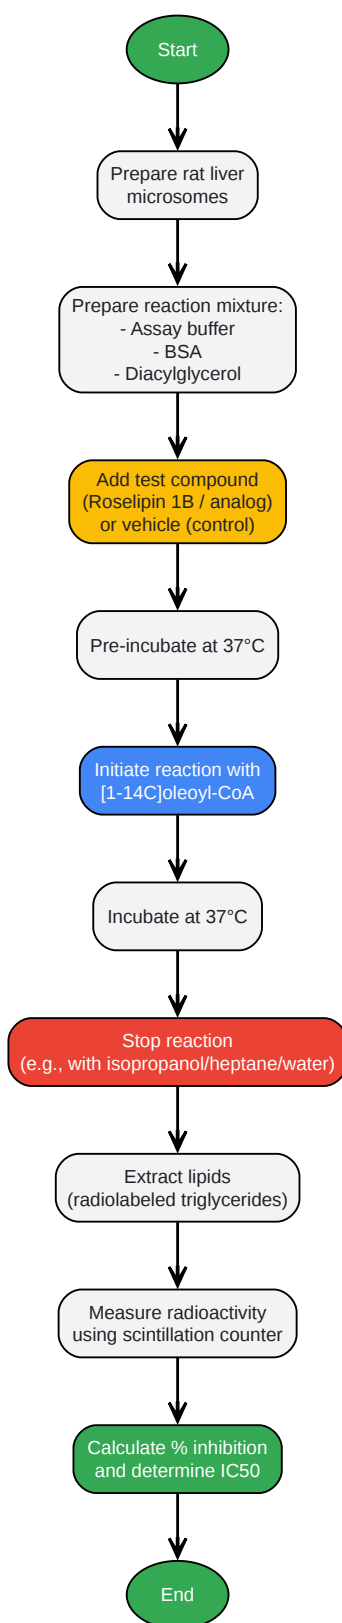 Start
Prepare rat liver
microsomes
Prepare reaction mixture:
- Assay buffer
- BSA
- Diacylglycerol
Add test compound
(Roselipin 1B / analog)
or vehicle (control)
Pre-incubate at 37°C
Initiate reaction with
[1-14C]oleoyl-CoA
Incubate at 37°C
Stop reaction
(e.g., with isopropanol/heptane/water)
Extract lipids
(radiolabeled triglycerides)
Measure radioactivity
using scintillation counter
Calculate % inhibition
and determine IC50
End